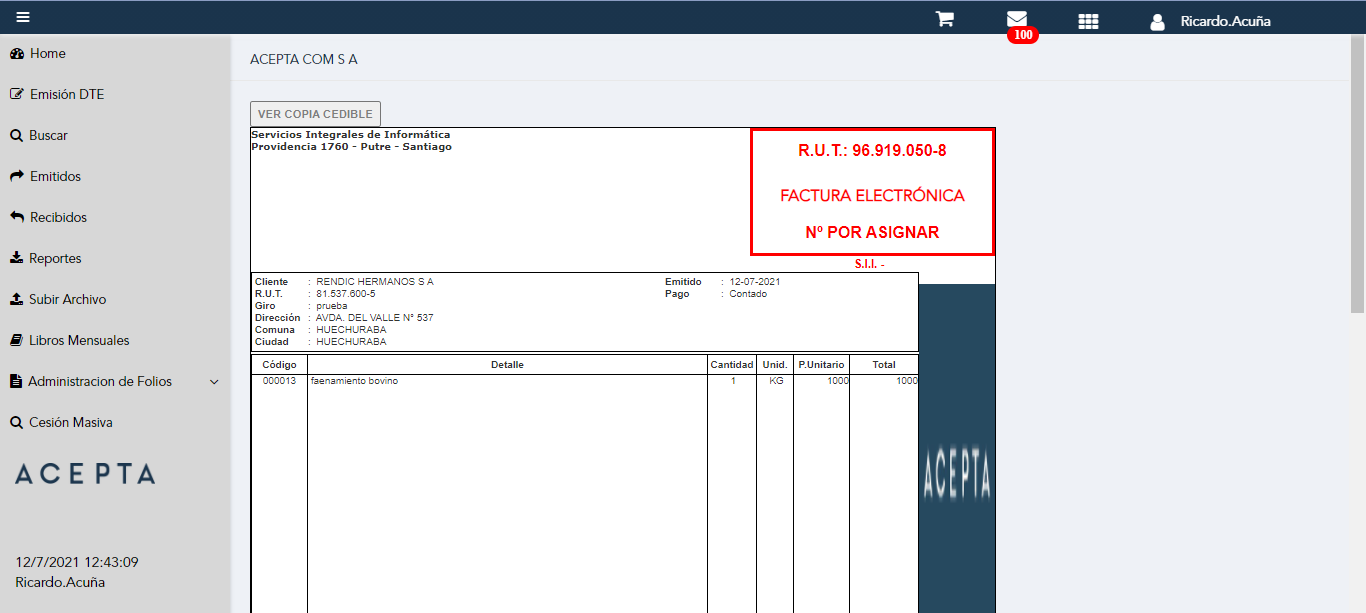 Ricardo.Acuña
100
Home
Emisión DTE
Buscar
Emitidos
Recibidos
Reportes
Subir Archivo
Libros Mensuales
Administracion de Folios
Cesión Masiva
ACEPTA
12/7/2021 12:43:09
Ricardo.Acuña
ACEPTA COM S A
VER COPIA CEDIBLE
Servicios Integrales de Informática
Providencia 1760 - Putre - Santiago
R.U.T.: 96.919.050-8
FACTURA ELECTRÓNICA
Nº POR ASIGNAR
S.I.I. -
Cliente : RENDIC HERMANOS S A Emitido : 12-07-2021
R.U.T. : 81.537.600-5 Pago : Contado
Giro : prueba
Dirección : AVDA. DEL VALLE N° 537
Comuna : HUECHURABA
Ciudad : HUECHURABA
Código Detalle Cantidad Unid. P.Unitario Total
000013 faenamiento bovino 1 KG 1000 1000
ACEPTA